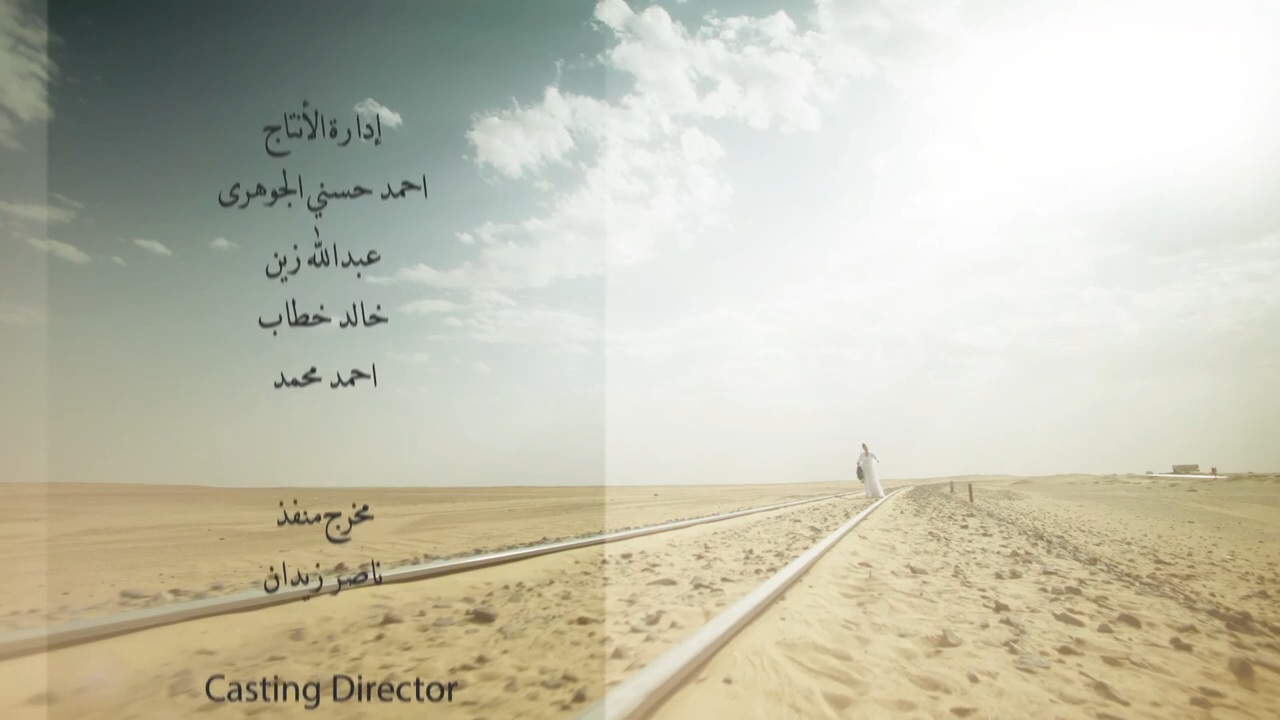 إدارة الأنتاج
احمد حسني الجوهرى
عبدالله زين
خالد خطاب
احمد محمد
مخرج منفذ
ناصر زيدان
Casting Director